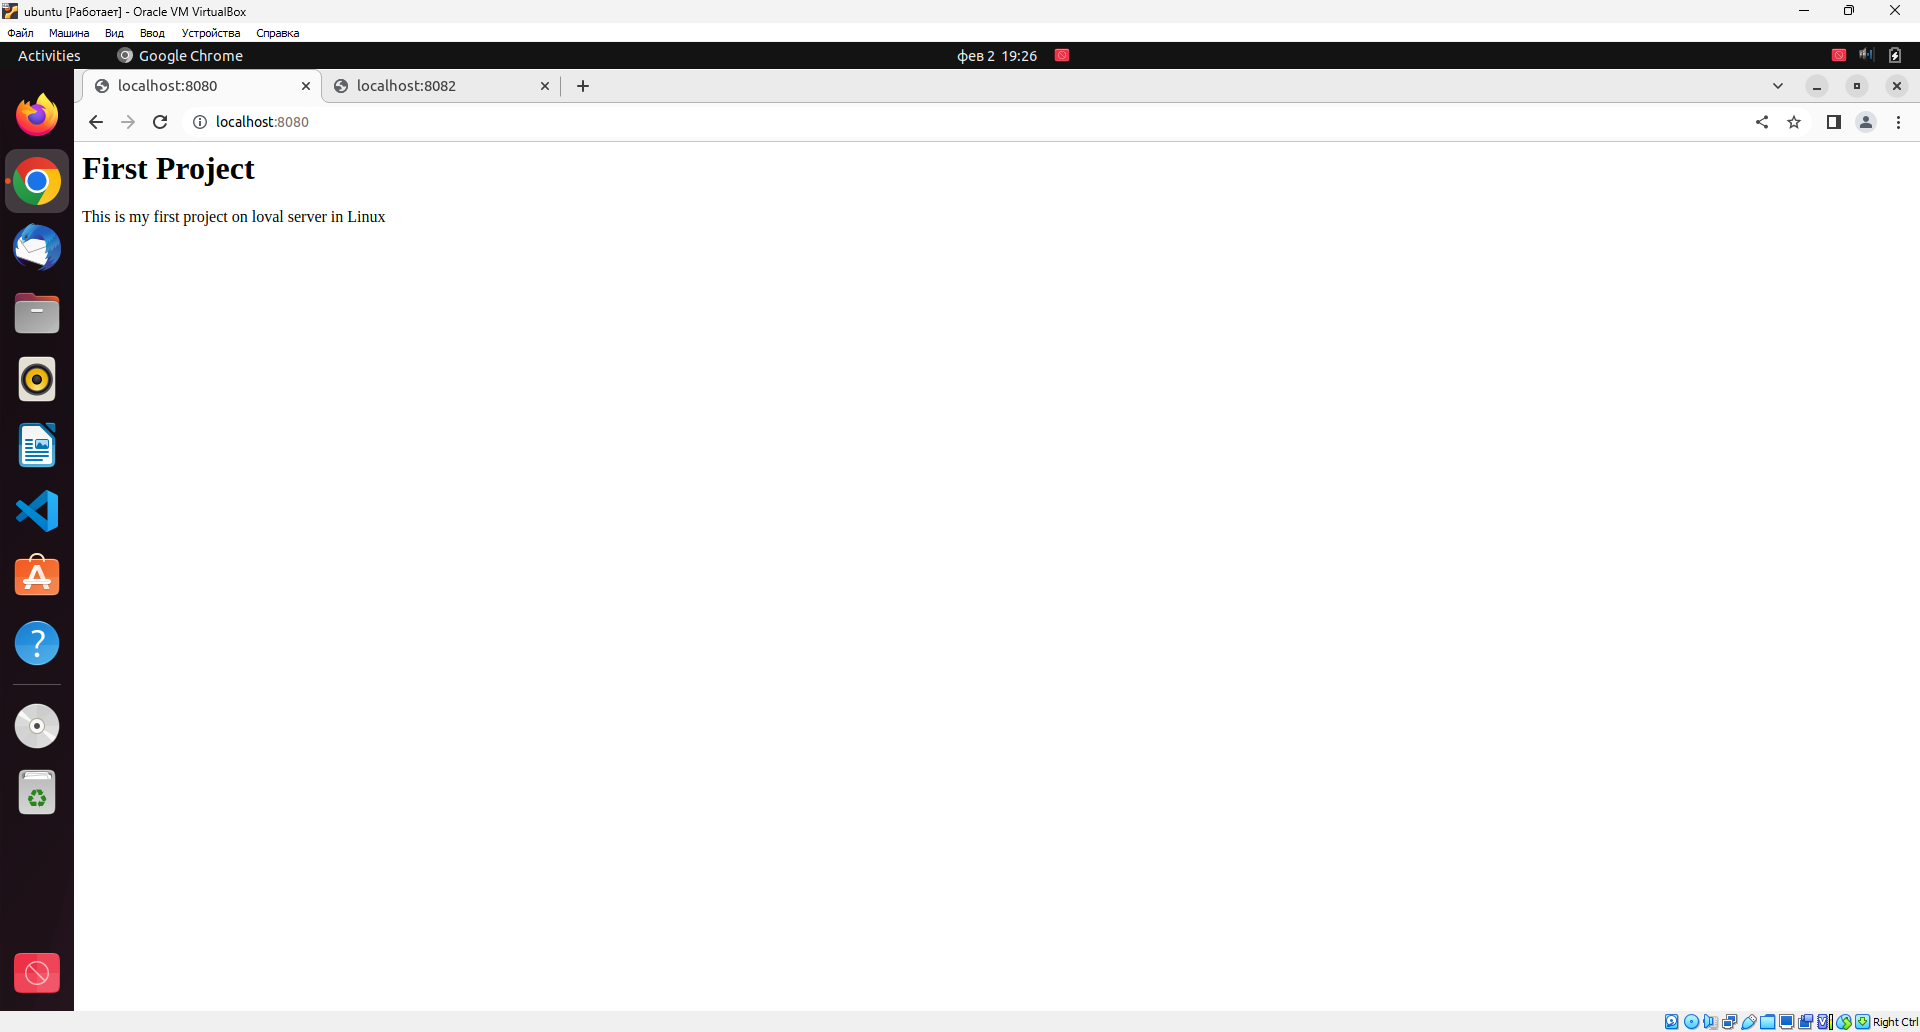 ubuntu [Работает] - Oracle VM VirtualBox
Файл Машина Вид Ввод Устройства Справка
Activities Google Chrome фев 2 19:26
localhost:8080 localhost:8082
localhost:8080
First Project
This is my first project on loval server in Linux
Right Ctrl